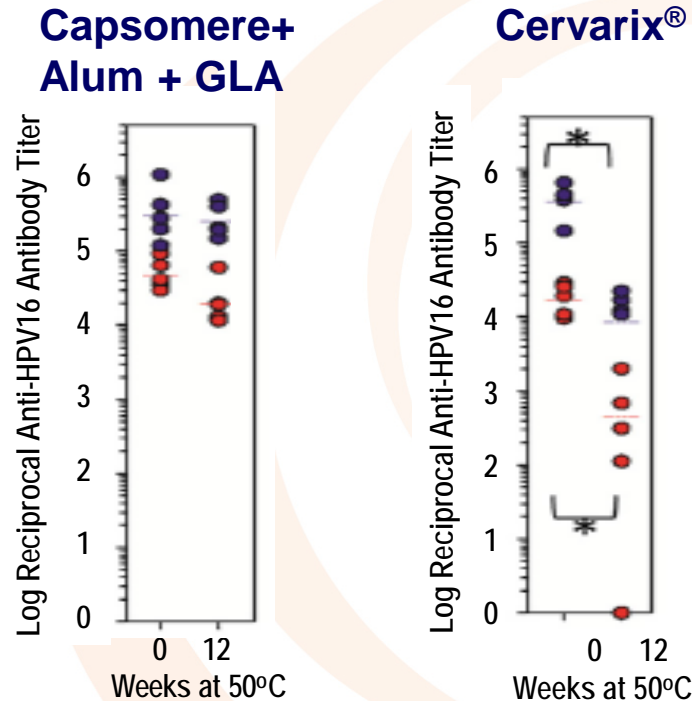 Capsomere+
Alum + GLA
Log Reciprocal Anti-HPV16 Antibody Titer
6
5
4
3
2
1
0
0 12
Weeks at 50ºC
Cervarix®
Log Reciprocal Anti-HPV16 Antibody Titer
*
6
5
4
3
2
1
*
0
0 12
Weeks at 50ºC